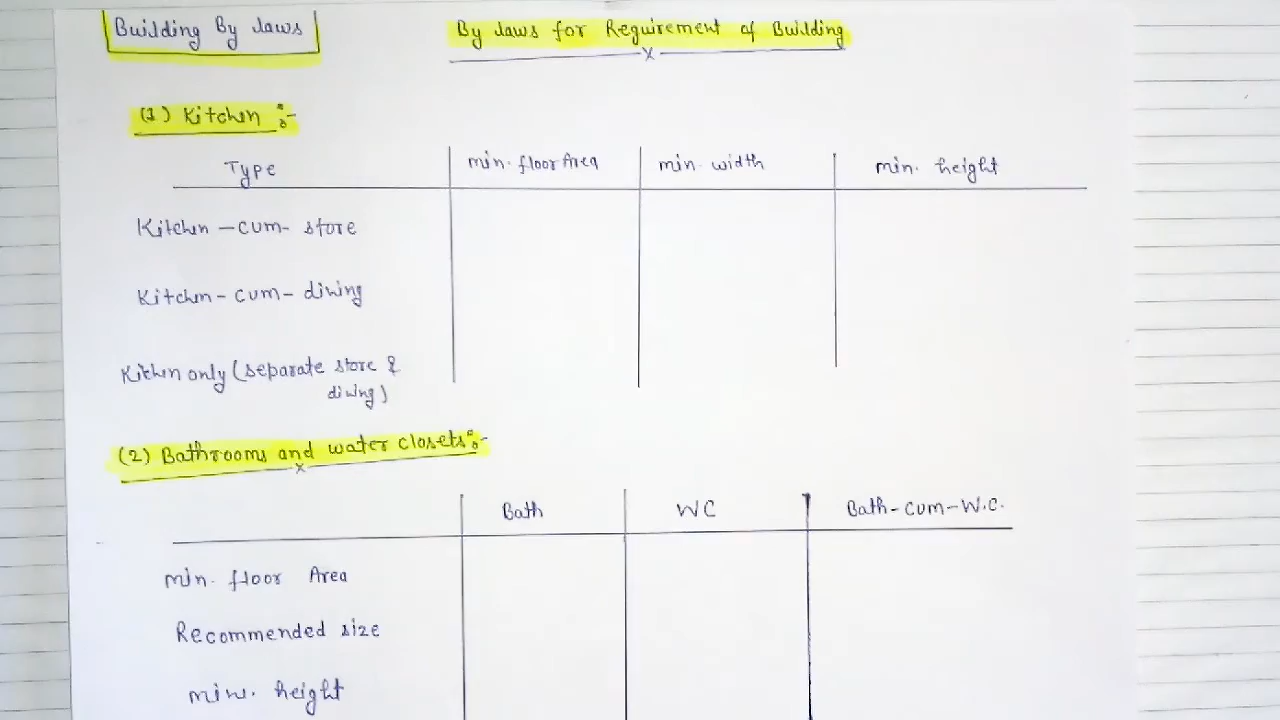 Building By laws
By laws for Requirement of Building
(1) Kitchen :-
Type min. floor Area min. width min. height
Kitchen -cum- store
Kitchen - cum - dining
Kitchen only (separate store &
dining)
(2) Bathrooms and water closets:-
Bath WC Bath-cum-W.C.
min. floor Area
Recommended size
min. height